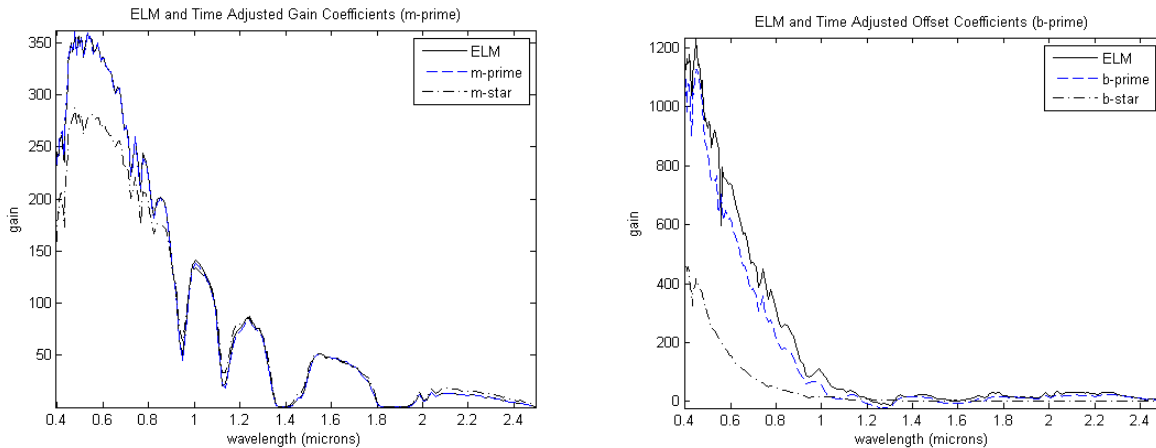 ELM and Time Adjusted Gain Coefficients (m-prime)
350
300
250
200
150
100
50
gain
ELM
m-prime
m-star
0.4 0.6 0.8 1 1.2 1.4 1.6 1.8 2 2.2 2.4
wavelength (microns)
ELM and Time Adjusted Offset Coefficients (b-prime)
1200
1000
800
600
400
200
0
gain
ELM
b-prime
b-star
0.4 0.6 0.8 1 1.2 1.4 1.6 1.8 2 2.2 2.4
wavelength (microns)